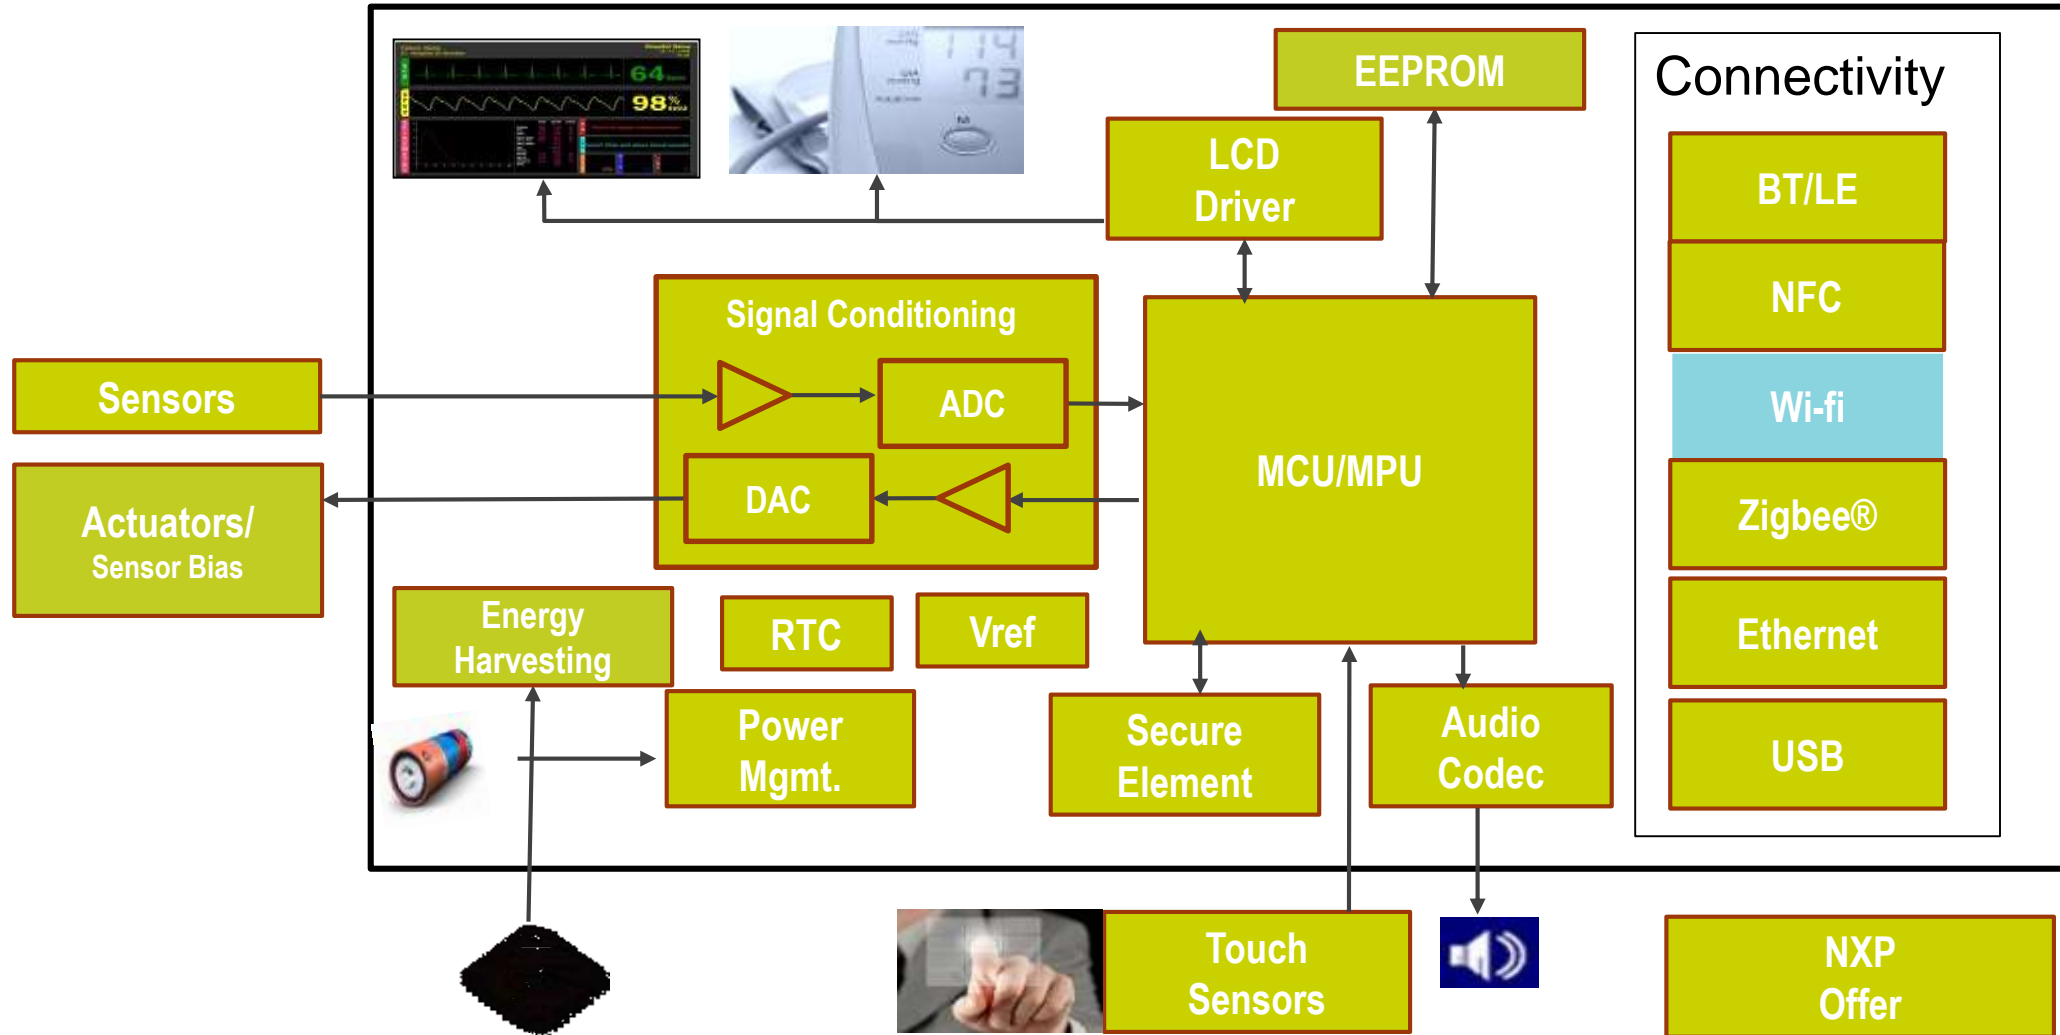 64
98%
114
73
M
EEPROM
Connectivity
LCD
Driver
BT/LE
NFC
Signal Conditioning
Sensors
ADC
Wi-fi
MCU/MPU
DAC
Zigbee®
Actuators/
Sensor Bias
Energy
Harvesting
RTC
Vref
Ethernet
Power
Mgmt.
Secure
Element
Audio
Codec
USB
Touch
Sensors
NXP
Offer